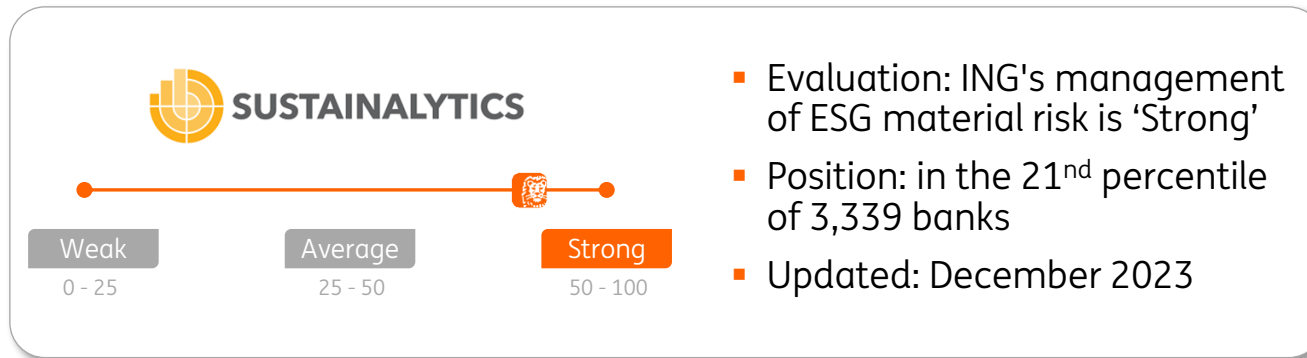 SUSTAINALYTICS
Weak
0 - 25
Average
25 - 50
Strong
50 - 100
▪ Evaluation: ING's management
of ESG material risk is ‘Strong’
▪ Position: in the 21nd percentile
of 3,339 banks
▪ Updated: December 2023